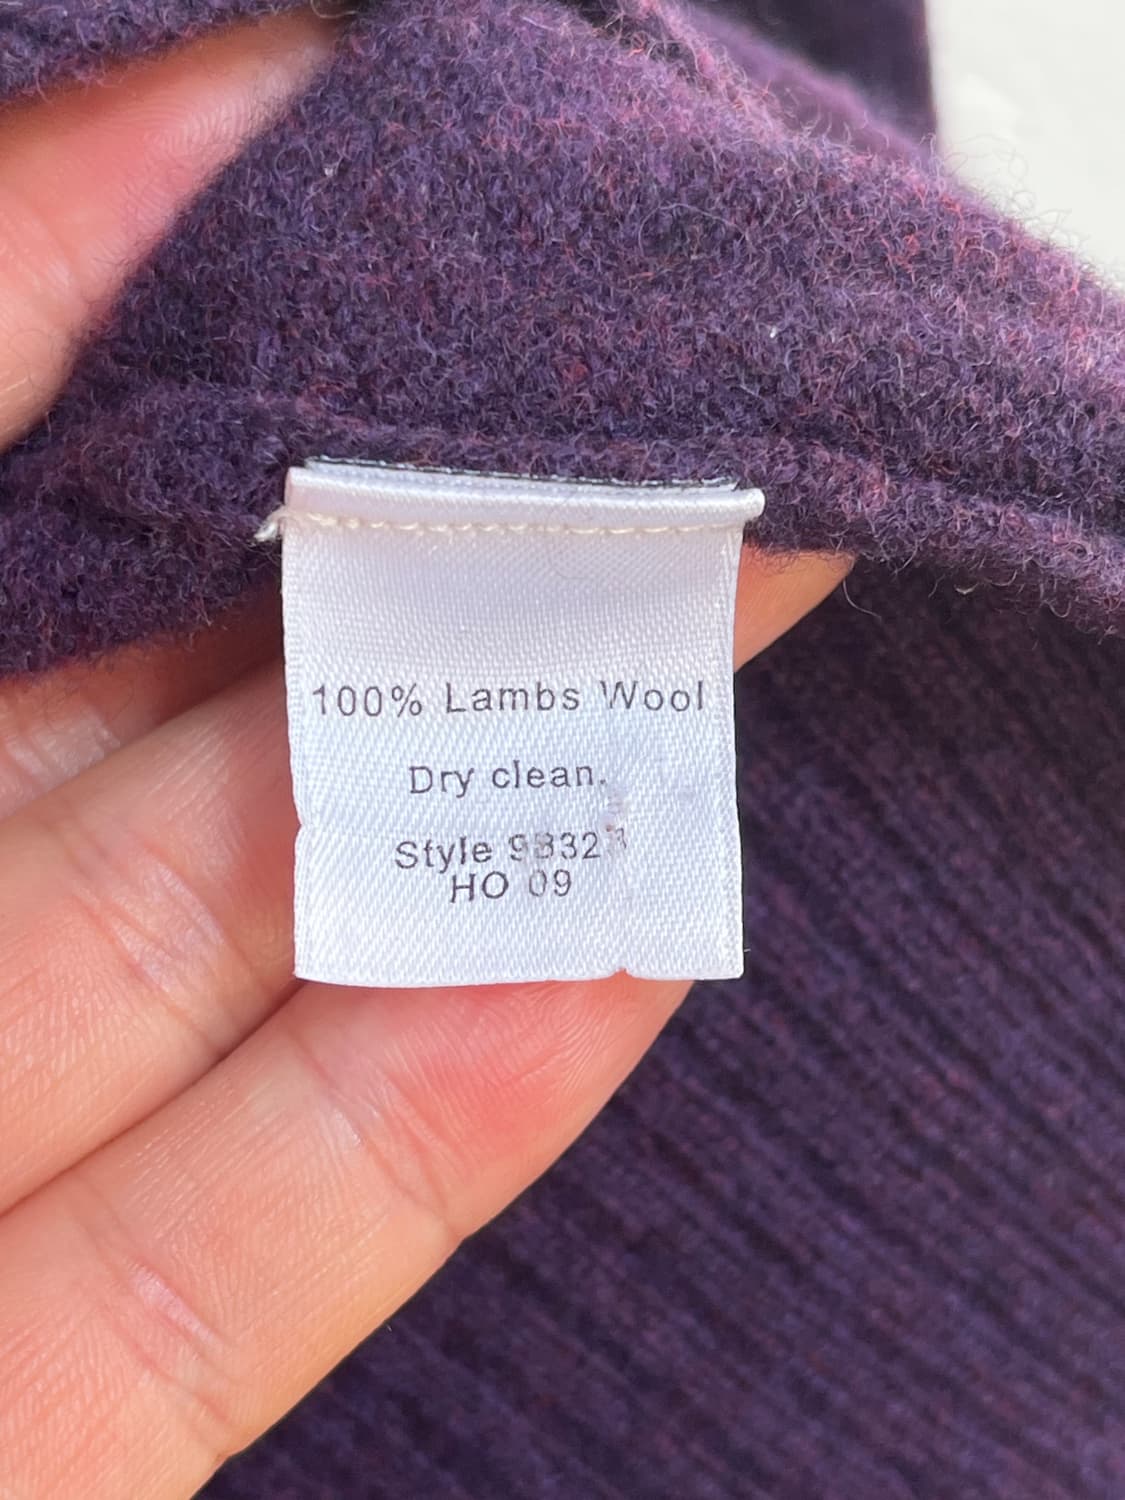 100% Lambs Wool
Dry clean.
Style
HO 09